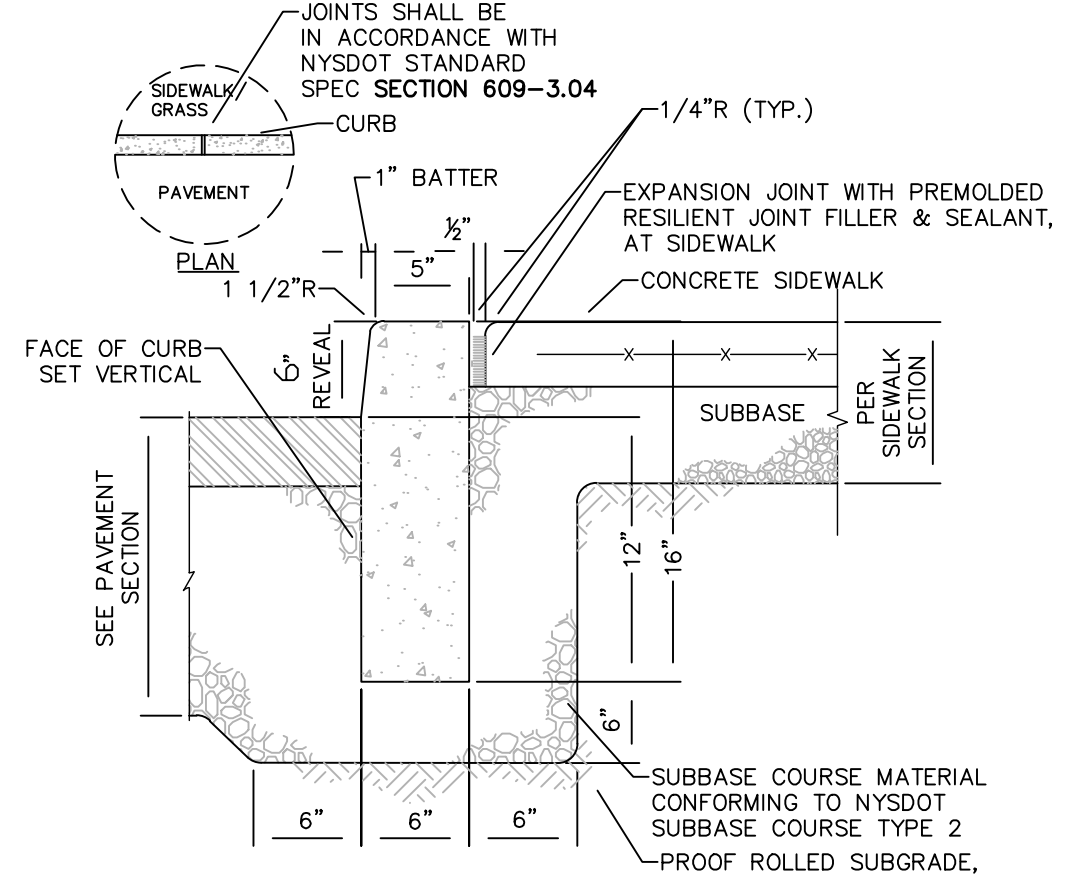 JOINTS SHALL BE
IN ACCORDANCE WITH
NYSDOT STANDARD
SPEC SECTION 609-3.04
SIDEWALK
GRASS
CURB
PAVEMENT
PLAN
1/4"R (TYP.)
1" BATTER
½"
5"
EXPANSION JOINT WITH PREMOLDED
RESILIENT JOINT FILLER & SEALANT,
AT SIDEWALK
1 1/2"R
CONCRETE SIDEWALK
FACE OF CURB
SET VERTICAL
6"
REVEAL
X X X
SUBBASE
PER
SIDEWALK
SECTION
SEE PAVEMENT
SECTION
12"
16"
6"
6" 6" 6"
SUBBASE COURSE MATERIAL
CONFORMING TO NYSDOT
SUBBASE COURSE TYPE 2
PROOF ROLLED SUBGRADE,